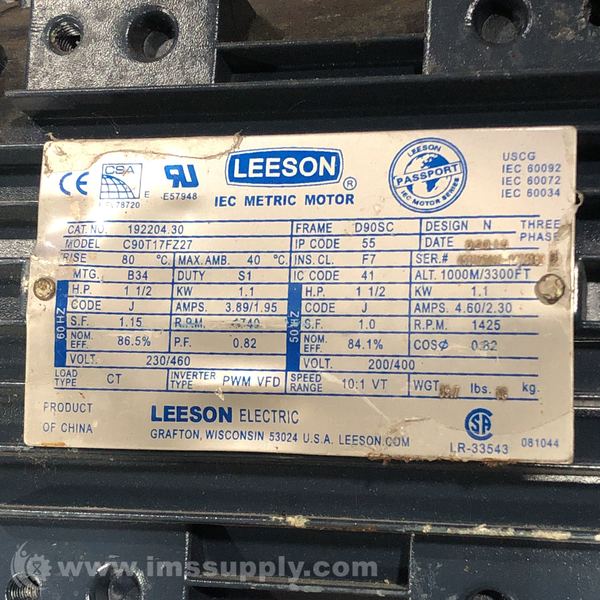 CE CSA E LR78720 UR E57948 LEESON ® LEESON PASSPORT IEC MOTOR SERIES USCG
IEC METRIC MOTOR IEC 60092
IEC 60072
IEC 60034
CAT. NO. 192204.30 FRAME D90SC DESIGN N THREE
MODEL C90T17FZ27 IP CODE 55 DATE PHASE
RISE 80 °C. MAX. AMB. 40 °C. INS. CL. F7 SER.#
MTG. B34 DUTY S1 IC CODE 41 ALT. 1000M/3300FT
60 HZ H.P. 1 1/2 KW 1.1 50 HZ H.P. 1 1/2 KW 1.1
CODE J AMPS. 3.89/1.95 CODE J AMPS. 4.60/2.30
S.F. 1.15 R.P.M. S.F. 1.0 R.P.M. 1425
NOM. EFF. 86.5% P.F. 0.82 NOM. EFF. 84.1% COSØ 0.82
VOLT. 230/460 VOLT. 200/400
LOAD TYPE CT INVERTER TYPE PWM VFD SPEED RANGE 10:1 VT WGT lbs. kg.
PRODUCT OF CHINA
LEESON ELECTRIC
GRAFTON, WISCONSIN 53024 U.S.A. LEESON.COM
SA LR-33543 081044
www.imssupply.com